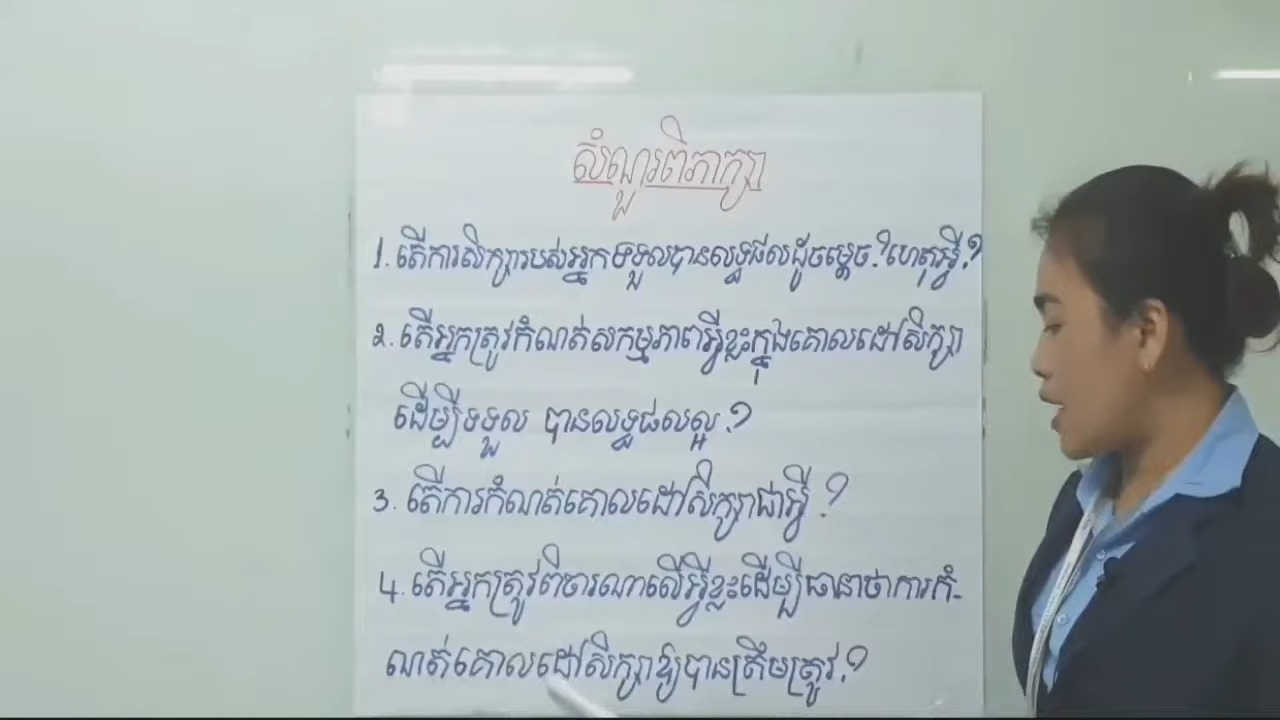 សំណួរពិភាក្សា
1. តើការសិក្សារបស់អ្នកទទួលបានលទ្ធផលដូចម្ដេច? ហេតុអ្វី?
2. តើអ្នកត្រូវកំណត់សកម្មភាពអ្វីខ្លះក្នុងគោលដៅសិក្សា
ដើម្បីទទួល បានលទ្ធផលល្អ?
3. តើការកំណត់គោលដៅសិក្សាជាអ្វី?
4. តើអ្នកត្រូវពិចារណាលើអ្វីខ្លះដើម្បីធានាថាការកំ-
ណត់គោលដៅសិក្សាឱ្យបានត្រឹមត្រូវ?